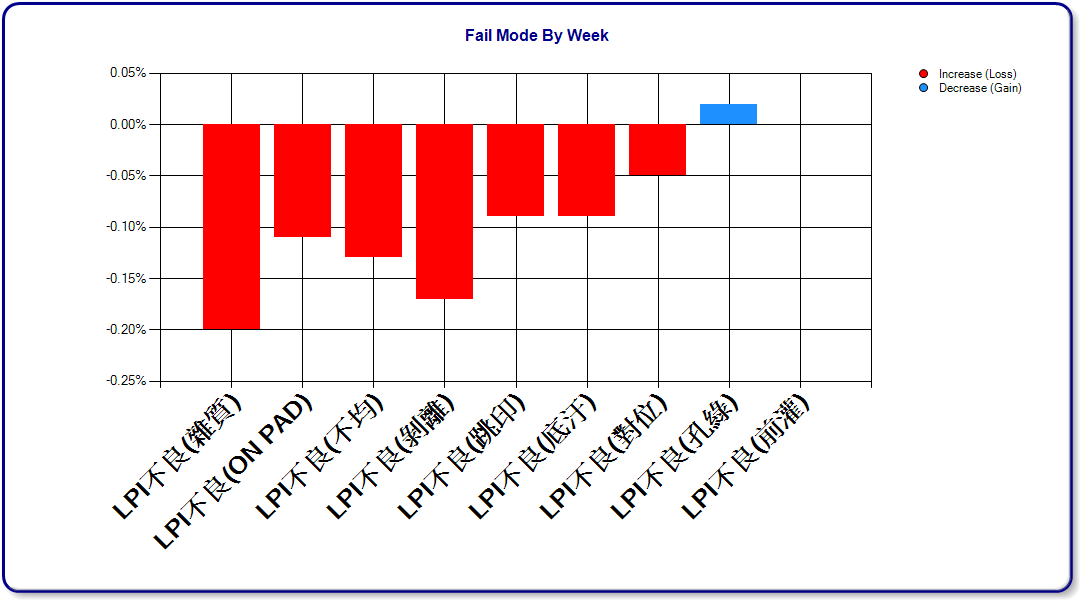 Fail Mode By Week
Increase (Loss)
Decrease (Gain)
0.05%
0.00%
-0.05%
-0.10%
-0.15%
-0.20%
-0.25%
LPI不良(雜質)
LPI不良(ON PAD)
LPI不良(不均)
LPI不良(剝離)
LPI不良(跳印)
LPI不良(底汙)
LPI不良(對位)
LPI不良(孔綠)
LPI不良(前灌)